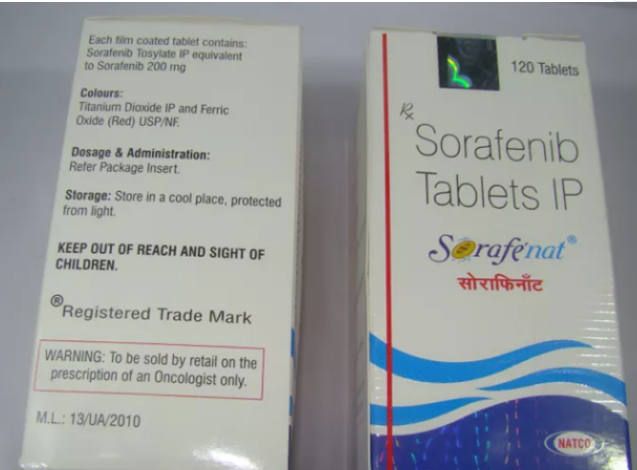 Each film coated tablet contains:
Sorafenib Tosylate IP equivalent
to Sorafenib 200 mg
Colours:
Titanium Dioxide IP and Ferric
Oxide (Red) USP/NF.
Dosage & Administration:
Refer Package Insert.
Storage: Store in a cool place, protected
from light.
KEEP OUT OF REACH AND SIGHT OF
CHILDREN.
®Registered Trade Mark
WARNING: To be sold by retail on the
prescription of an Oncologist only.
M.L.: 13/UA/2010
120 Tablets
Rx
Sorafenib
Tablets IP
Sorafenat®
सोराफिनॅट
NATCO